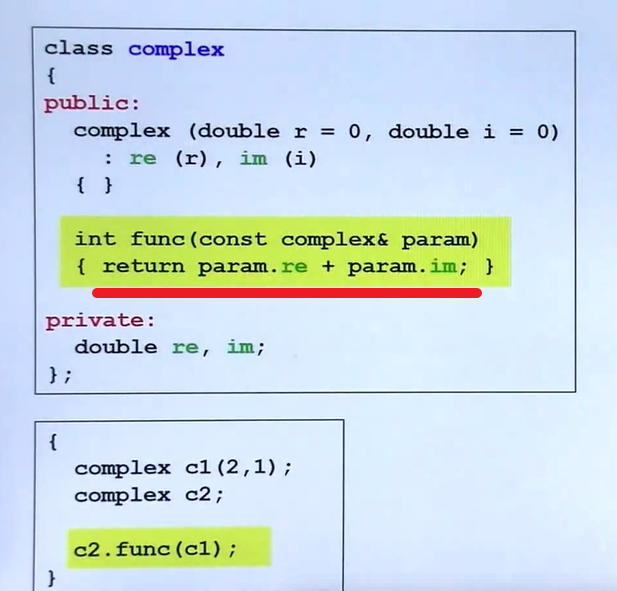 class complex
{
public:
complex (double r = 0, double i = 0)
: re (r), im (i)
{ }
int func(const complex& param)
{ return param.re + param.im; }
private:
double re, im;
};
{
complex c1(2,1);
complex c2;
c2.func(c1);
}